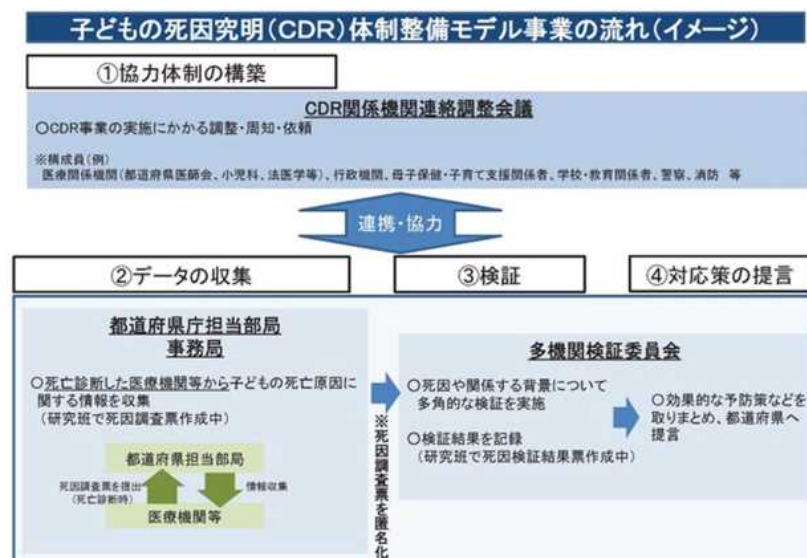 子どもの死因究明(CDR)体制整備モデル事業の流れ(イメージ)
①協力体制の構築
CDR関係機関連絡調整会議
〇CDR事業の実施にかかる調整・周知・依頼
※構成員(例)
医療関係機関(都道府県医師会、小児科、法医学等)、行政機関、母子保健・子育て支援関係者、学校・教育関係者、警察、消防 等
連携・協力
②データの収集
③検証
④対応策の提言
都道府県庁担当部局
事務局
〇死亡診断した医療機関等から子どもの死亡原因に
関する情報を収集
(研究班で死因調査票作成中)
都道府県担当部局
死因調査票を提出
(死亡診断時)
情報収集
医療機関等
※死因調査票を匿名化
多機関検証委員会
〇死因や関係する背景について
多角的な検証を実施
〇検証結果を記録
(研究班で死因検証結果票作成中)
〇効果的な予防策などを
取りまとめ、都道府県へ
提言